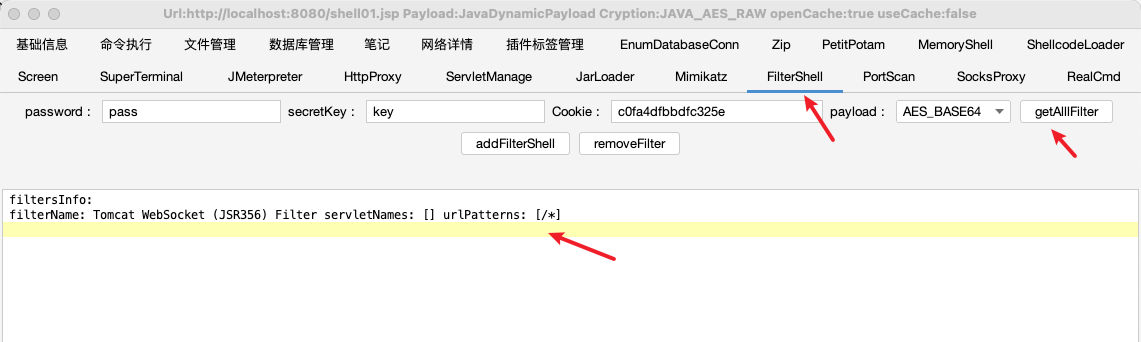 Url:http://localhost:8080/shell01.jsp Payload:JavaDynamicPayload Cryption:JAVA_AES_RAW openCache:true useCache:false
基础信息 命令执行 文件管理 数据库管理 笔记 网络详情 插件标签管理 EnumDatabaseConn Zip PetitPotam MemoryShell ShellcodeLoader
Screen SuperTerminal JMeterpreter HttpProxy ServletManage JarLoader Mimikatz FilterShell PortScan SocksProxy RealCmd
password : pass secretKey : key Cookie : c0fa4dfbbdfc325e payload : AES_BASE64 getAlllFilter
addFilterShell removeFilter
filtersInfo:
filterName: Tomcat WebSocket (JSR356) Filter servletNames: [] urlPatterns: [/*]